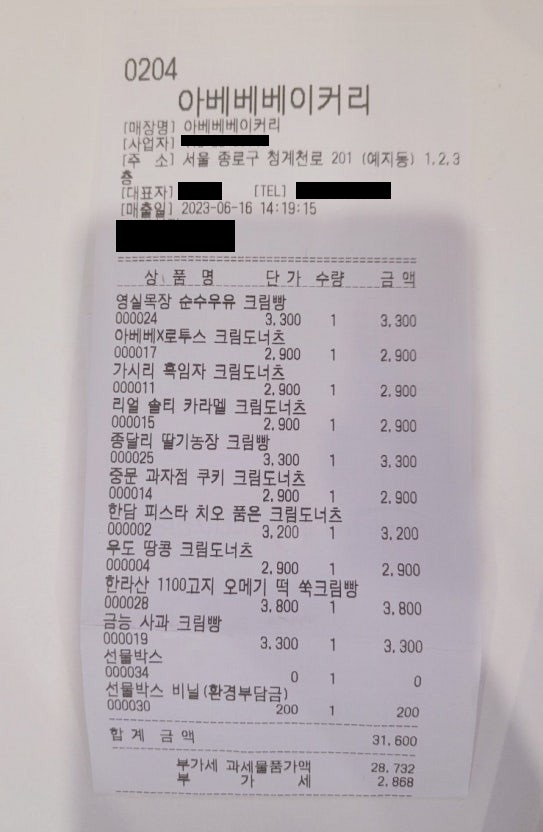 0204
아베베베이커리
[매장명] 아베베베이커리
[사업자]
[주 소] 서울 종로구 청계천로 201 (예지동) 1,2,3
층
[대표자] [TEL]
[매출일] 2023-06-16 14:19:15
==========================================
상 품 명 단 가 수량 금 액
영실목장 순수우유 크림빵
000024 3,300 1 3,300
아베베X로투스 크림도너츠
000017 2,900 1 2,900
가시리 흑임자 크림도너츠
000011 2,900 1 2,900
리얼 솔티 카라멜 크림도너츠
000015 2,900 1 2,900
종달리 딸기농장 크림빵
000025 3,300 1 3,300
중문 과자점 쿠키 크림도너츠
000014 2,900 1 2,900
한담 피스타 치오 품은 크림도너츠
000002 3,200 1 3,200
우도 땅콩 크림도너츠
000004 2,900 1 2,900
한라산 1100고지 오메기 떡 쑥크림빵
000028 3,800 1 3,800
금능 사과 크림빵
000019 3,300 1 3,300
선물박스
000034 0 1 0
선물박스 비닐(환경부담금)
000030 200 1 200
합 계 금 액 31,600
부가세 과세물품가액 28,732
부 가 세 2,868